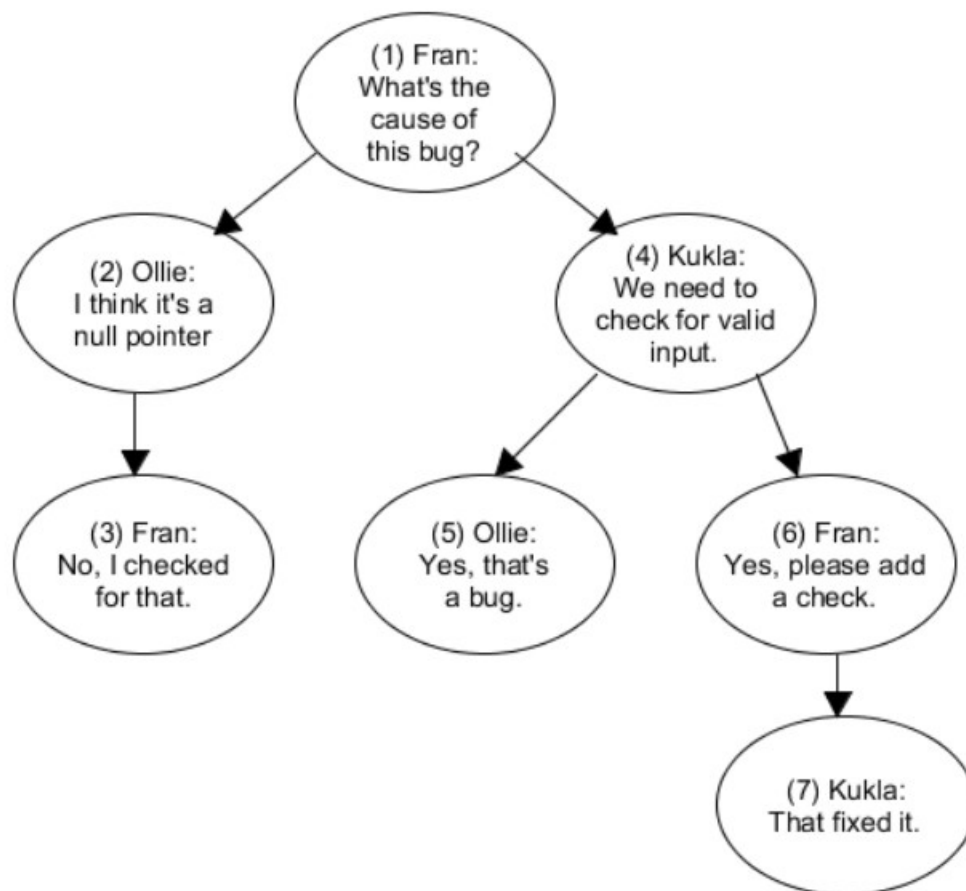 (1) Fran:
What's the
cause of
this bug?
(2) Ollie:
I think it's a
null pointer
(3) Fran:
No, I checked
for that.
(4) Kukla:
We need to
check for valid
input.
(5) Ollie:
Yes, that's
a bug.
(6) Fran:
Yes, please add
a check.
(7) Kukla:
That fixed it.